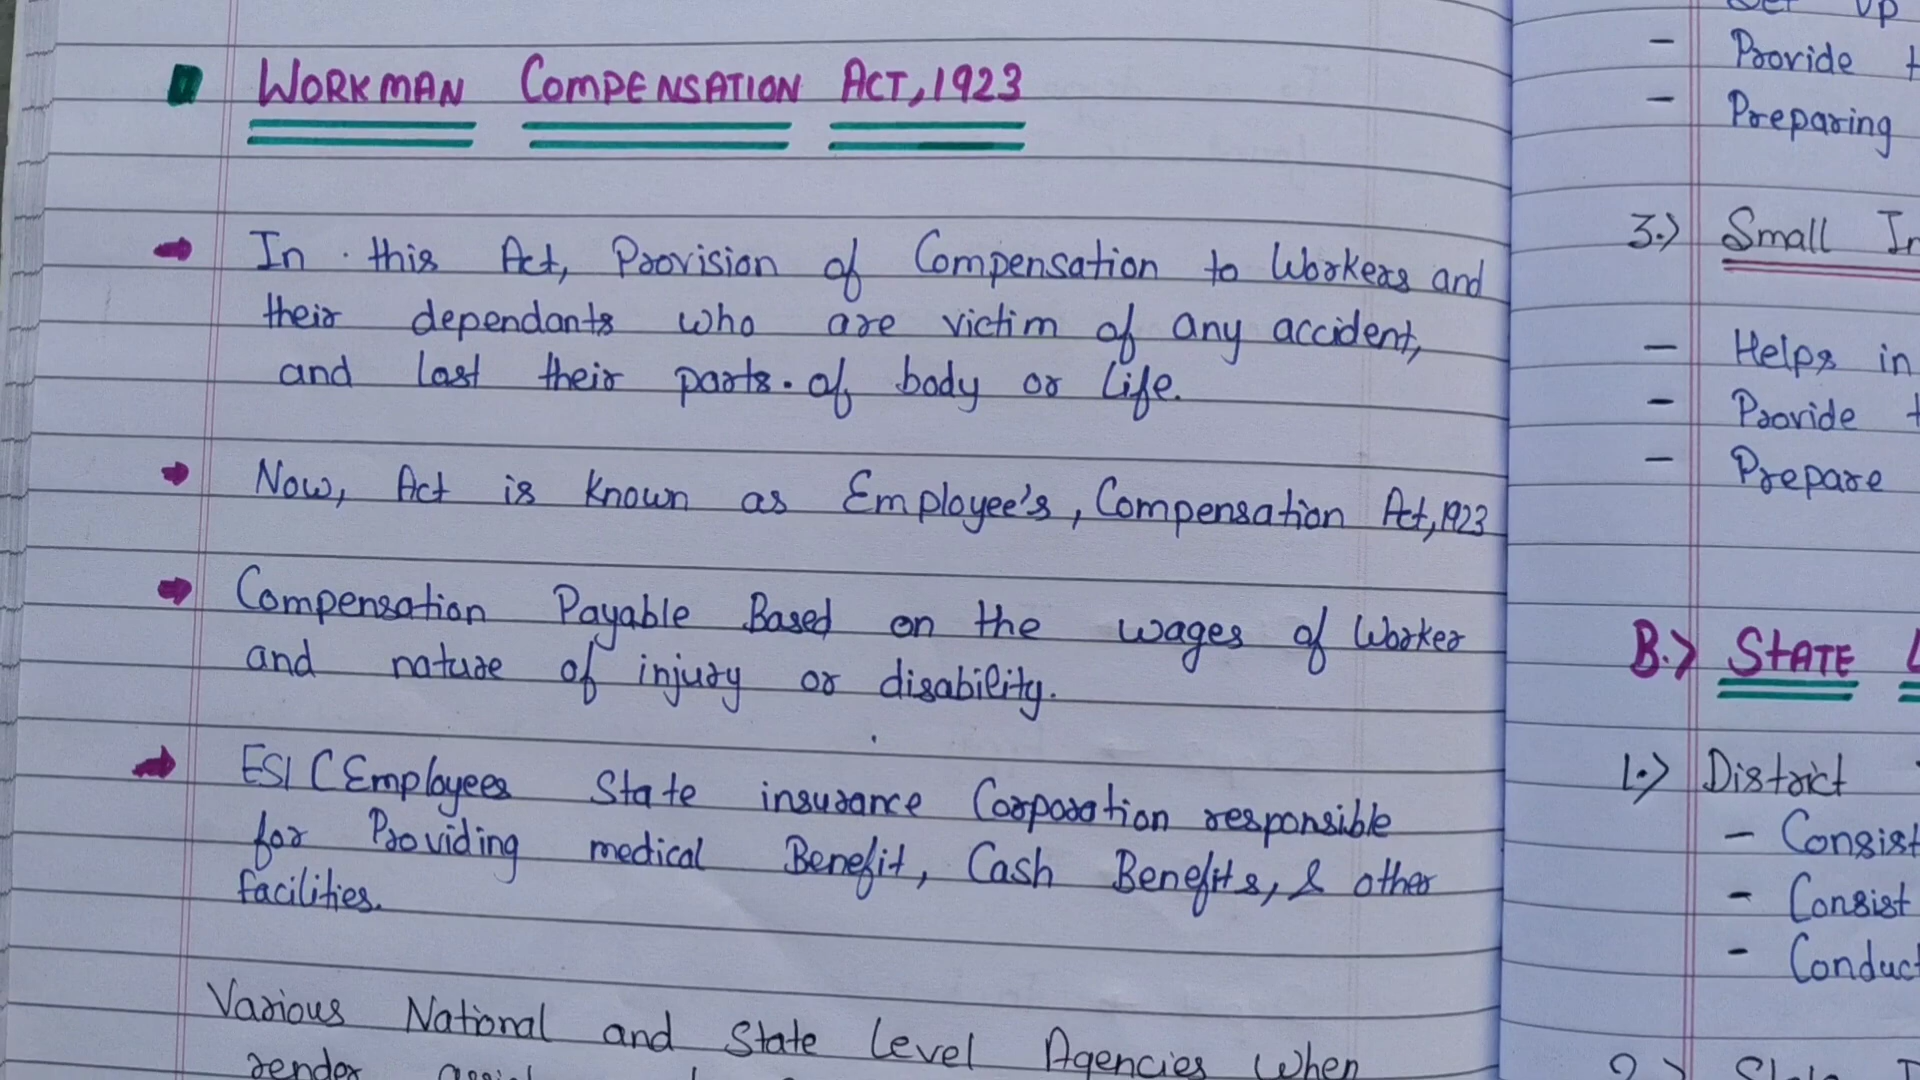 WORKMAN COMPENSATION ACT, 1923
In this Act, Provision of Compensation to Workers and
their dependants who are victim of any accident,
and lost their parts of body or life.
Now, Act is known as Employee's, Compensation Act, 1923
Compensation Payable Based on the wages of Worker
and nature of injury or disability.
ESI (Employees State insurance Corporation responsible
for Providing medical Benefit, Cash Benefits, & other
facilities.
Various National and State Level Agencies When
render
Up
- Provide
- Preparing
3.) Small
- Helps in
- Provide
- Prepare
B.) STATE
1.) District
- Consist
- Consist
- Conduct